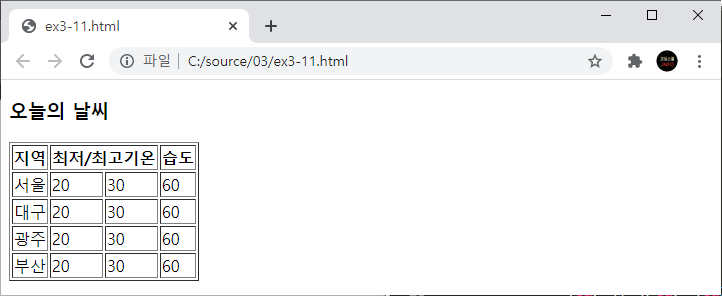 ex3-11.html
파일 C:/source/03/ex3-11.html
오늘의 날씨
지역 최저/최고기온 습도
서울 20 30 60
대구 20 30 60
광주 20 30 60
부산 20 30 60